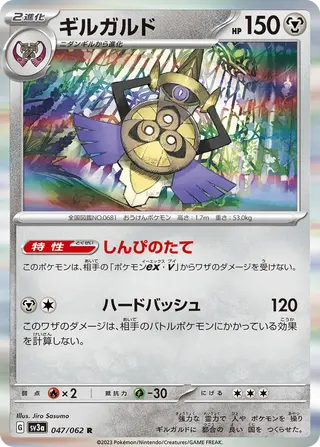 2進化
ギルガルド
HP 150
ニダンギルから進化
全国図鑑NO.0681 おうけんポケモン 高さ:1.7m 重さ:53.0kg
特性 しんぴのたて
このポケモンは、相手の「ポケモンex・V」からワザのダメージを受けない。
ハードバッシュ 120
このワザのダメージは、相手のバトルポケモンにかかっている効果を計算しない。
弱点 ×2 抵抗力 -30 にげる
Illus. Jiro Sasumo
G sv3a 047/062 R
©2023 Pokémon/Nintendo/Creatures/GAME FREAK.